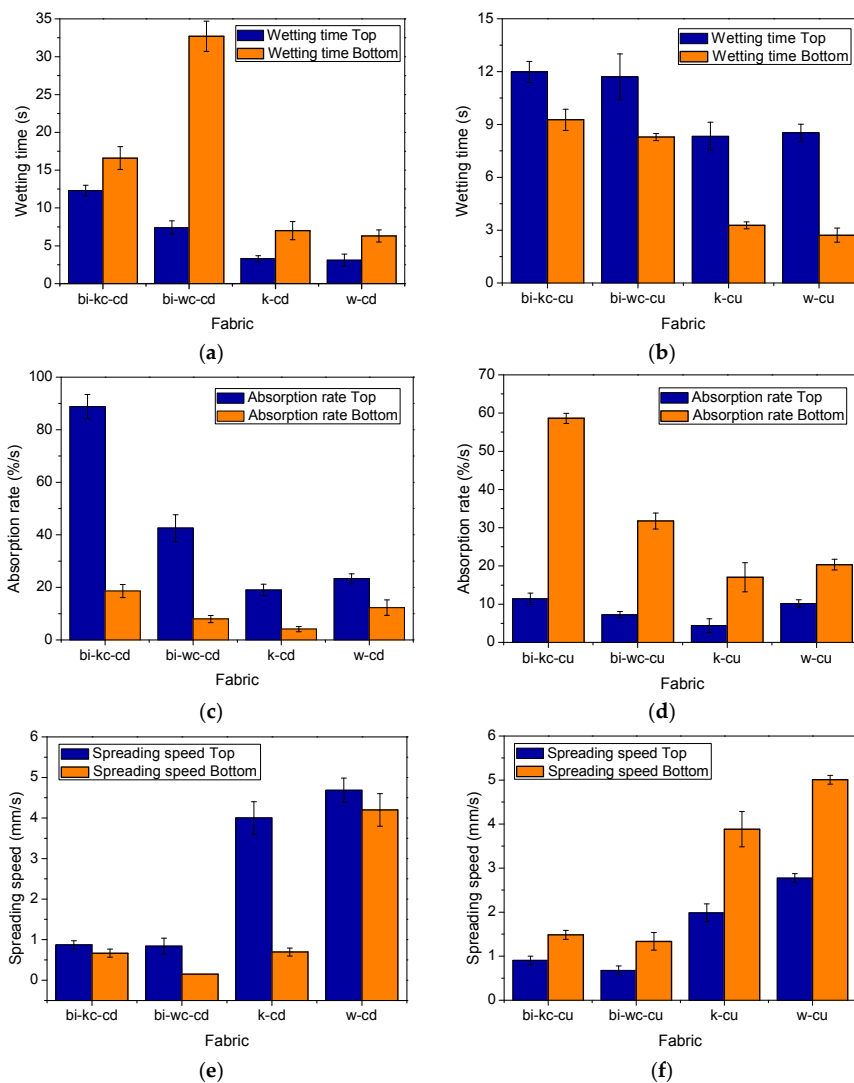 35
30
25
20
15
10
5
0
Wetting time (s)
Wetting time Top
Wetting time Bottom
bi-kc-cd bi-wc-cd k-cd w-cd
Fabric
(a)
15
12
9
6
3
0
Wetting time (s)
Wetting time Top
Wetting time Bottom
bi-kc-cu bi-wc-cu k-cu w-cu
Fabric
(b)
100
80
60
40
20
0
Absorption rate (%/s)
Absorption rate Top
Absorption rate Bottom
bi-kc-cd bi-wc-cd k-cd w-cd
Fabric
(c)
70
60
50
40
30
20
10
0
Absorption rate (%/s)
Absorption rate Top
Absorption rate Bottom
bi-kc-cu bi-wc-cu k-cu w-cu
Fabric
(d)
6
5
4
3
2
1
0
Spreading speed (mm/s)
Spreading speed Top
Spreading speed Bottom
bi-kc-cd bi-wc-cd k-cd w-cd
Fabric
(e)
6
5
4
3
2
1
0
Spreading speed (mm/s)
Spreading speed Top
Spreading speed Bottom
bi-kc-cu bi-wc-cu k-cu w-cu
Fabric
(f)